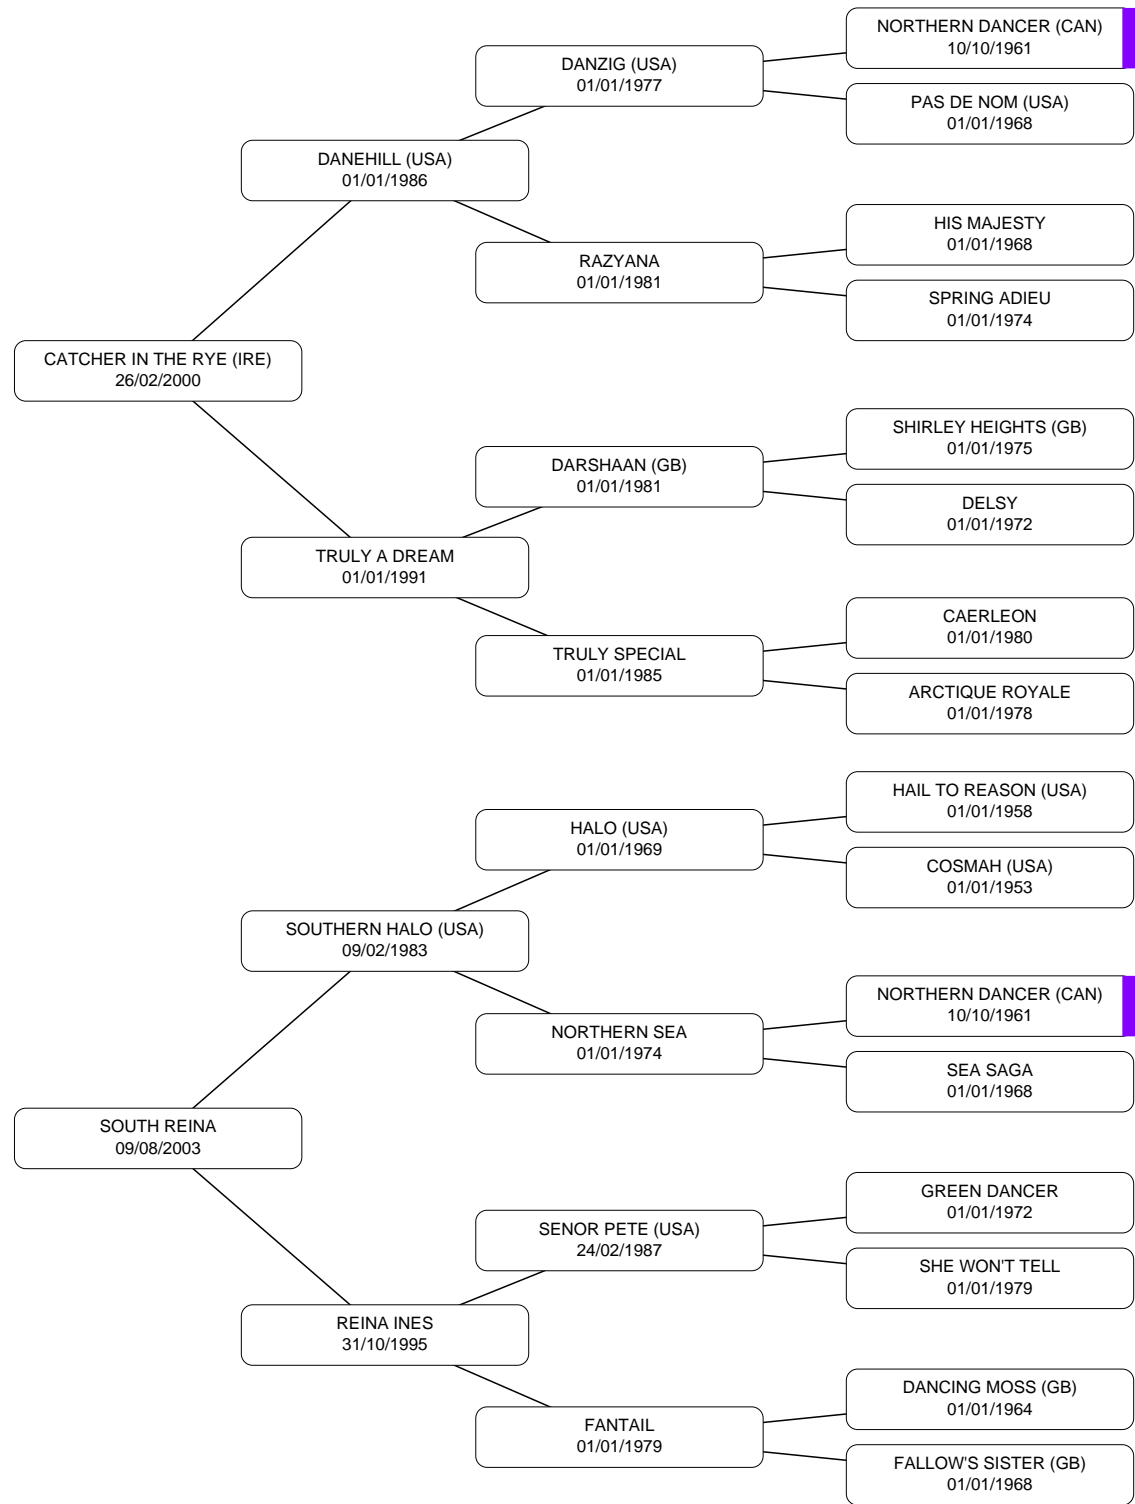 NORTHERN DANCER (CAN)
10/10/1961
DANZIG (USA)
01/01/1977
PAS DE NOM (USA)
01/01/1968
DANEHILL (USA)
01/01/1986
HIS MAJESTY
01/01/1968
RAZYANA
01/01/1981
SPRING ADIEU
01/01/1974
CATCHER IN THE RYE (IRE)
26/02/2000
SHIRLEY HEIGHTS (GB)
01/01/1975
DARSHAAN (GB)
01/01/1981
DELSY
01/01/1972
TRULY A DREAM
01/01/1991
CAERLEON
01/01/1980
TRULY SPECIAL
01/01/1985
ARCTIQUE ROYALE
01/01/1978
HAIL TO REASON (USA)
01/01/1958
HALO (USA)
01/01/1969
COSMAH (USA)
01/01/1953
SOUTHERN HALO (USA)
09/02/1983
NORTHERN DANCER (CAN)
10/10/1961
NORTHERN SEA
01/01/1974
SEA SAGA
01/01/1968
SOUTH REINA
09/08/2003
GREEN DANCER
01/01/1972
SENOR PETE (USA)
24/02/1987
SHE WON'T TELL
01/01/1979
REINA INES
31/10/1995
DANCING MOSS (GB)
01/01/1964
FANTAIL
01/01/1979
FALLOW'S SISTER (GB)
01/01/1968